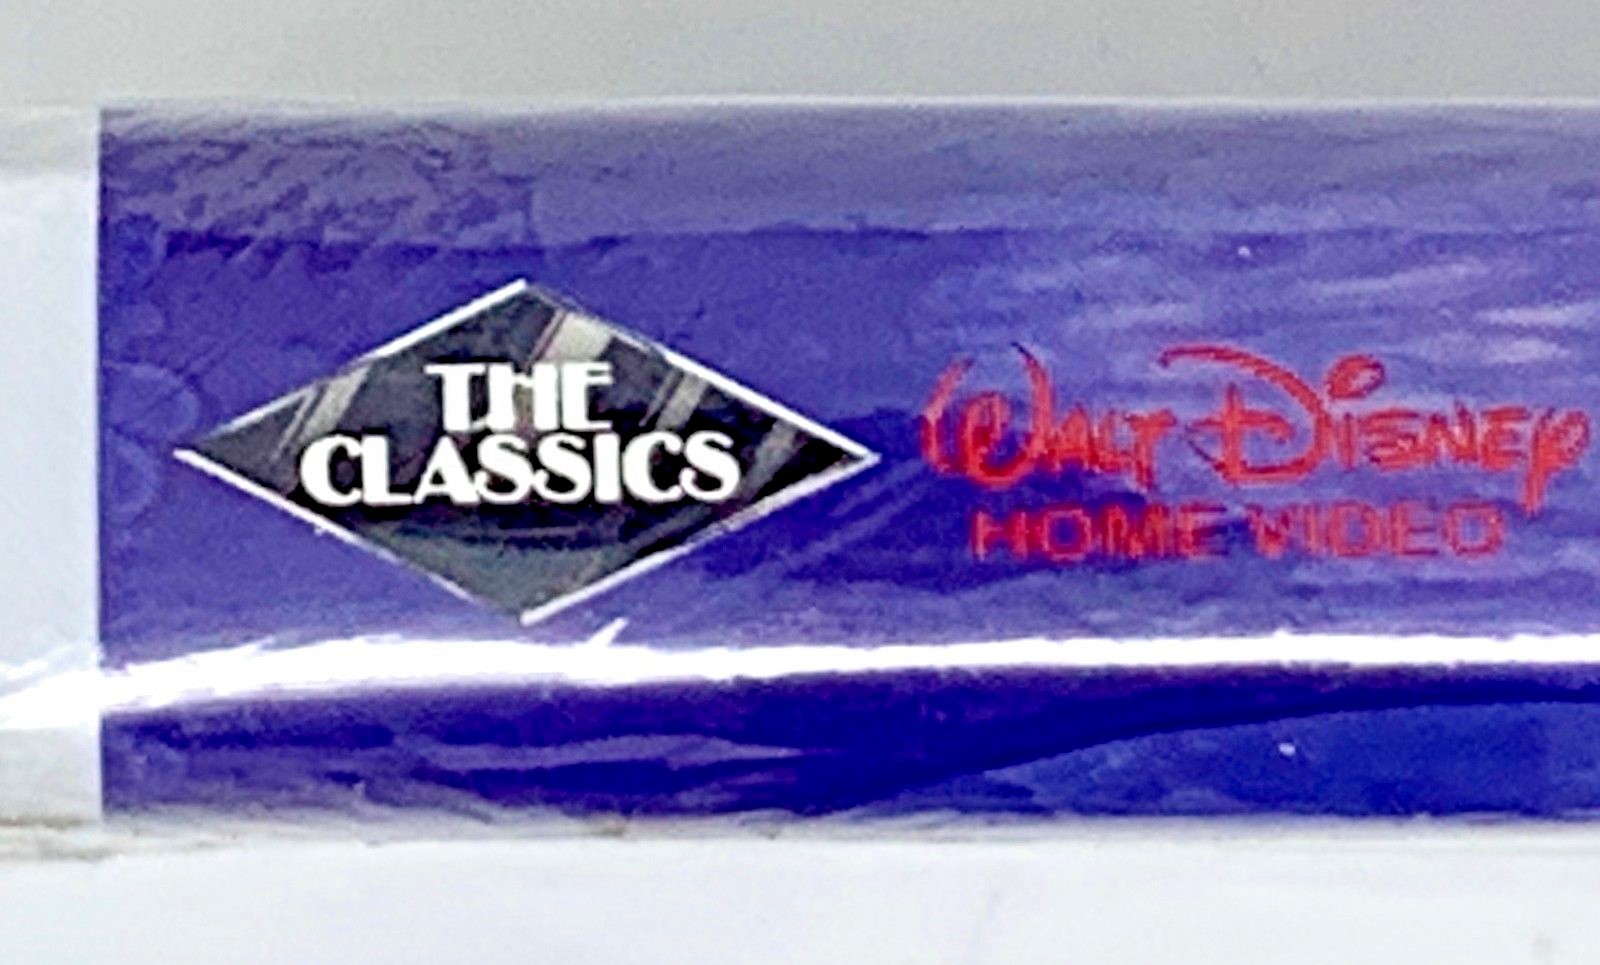 THE
CLASSICS
WALT DISNEY
HOME VIDEO